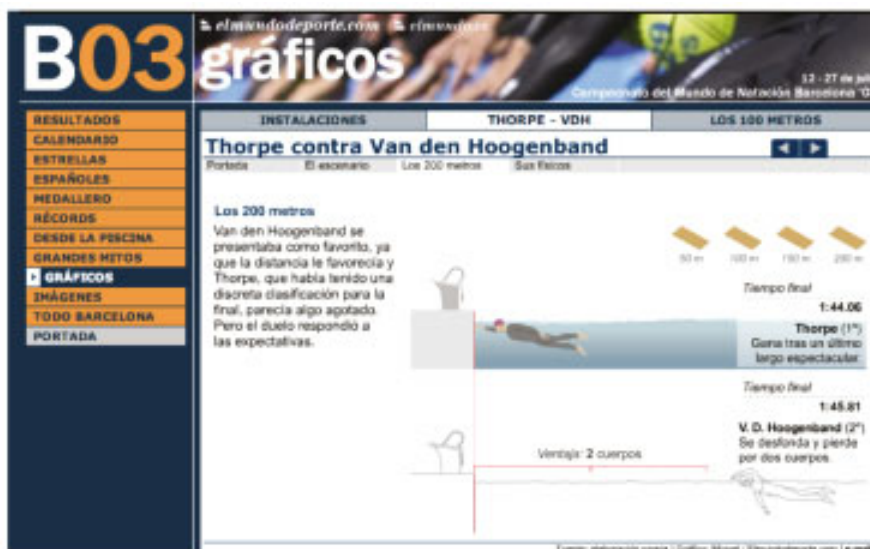 B03
elmundodeporte.com
gráficos
12 - 27 de jul
Campeonato del Mundo de Natación Barcelona '0
RESULTADOS
CALENDARIO
ESTRELLAS
ESPAÑOLES
MEDALLERO
RÉCORDS
DESDE LA PISCINA
GRANDES MITOS
GRÁFICOS
IMÁGENES
TODO BARCELONA
PORTADA
INSTALACIONES THORPE - VDH LOS 100 METROS
Thorpe contra Van den Hoogenband
Portada El escenario Los 200 metros Sus físicos
Los 200 metros
Van den Hoogenband se
presentaba como favorito, ya
que la distancia le favorecía y
Thorpe, que había tenido una
discreta clasificación para la
final, parecía algo agotado.
Pero el duelo respondió a
las expectativas.
50 m 100 m 150 m 200 m
Tiempo final
1:44.06
Thorpe (1º)
Gana tras un último
largo espectacular.
Tiempo final
1:45.81
V. D. Hoogenband (2º)
Se desfonda y pierde
por dos cuerpos.
Ventaja: 2 cuerpos